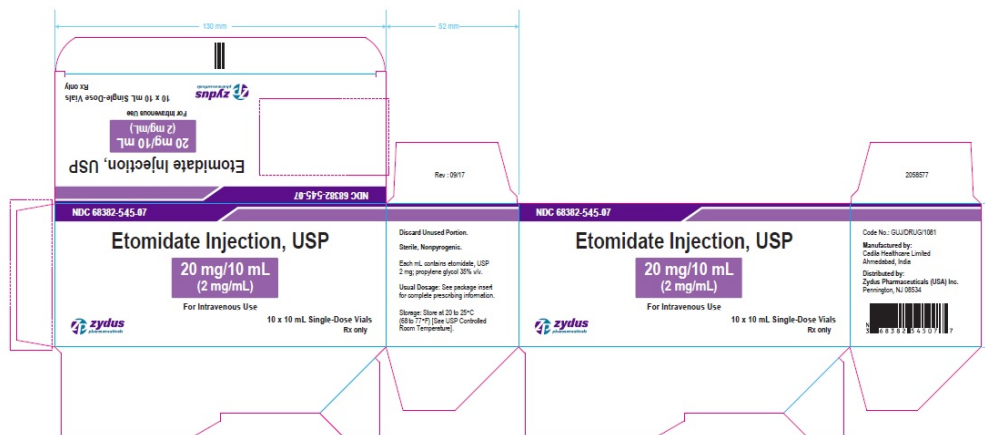 130 mm
52 mm
Rx only
10 x 10 mL Single-Dose Vials
zydus
pharmaceuticals
For Intravenous Use
20 mg/10 mL
(2 mg/mL)
Etomidate Injection, USP
NDC 68382-545-07
Rev : 09/17
2058577
NDC 68382-545-07
Etomidate Injection, USP
20 mg/10 mL
(2 mg/mL)
For Intravenous Use
zydus
pharmaceuticals
10 x 10 mL Single-Dose Vials
Rx only
Discard Unused Portion.
Sterile, Nonpyrogenic.
Each mL contains etomidate, USP
2 mg; propylene glycol 35% v/v.
Usual Dosage: See package insert
for complete prescribing information.
Storage: Store at 20 to 25°C
(68 to 77°F) [See USP Controlled
Room Temperature].
NDC 68382-545-07
Etomidate Injection, USP
20 mg/10 mL
(2 mg/mL)
For Intravenous Use
zydus
pharmaceuticals
10 x 10 mL Single-Dose Vials
Rx only
Code No.: GUJ/DRUG/1081
Manufactured by:
Cadila Healthcare Limited
Ahmedabad, India
Distributed by:
Zydus Pharmaceuticals (USA) Inc.
Pennington, NJ 08534
N
3 68382 54507 7